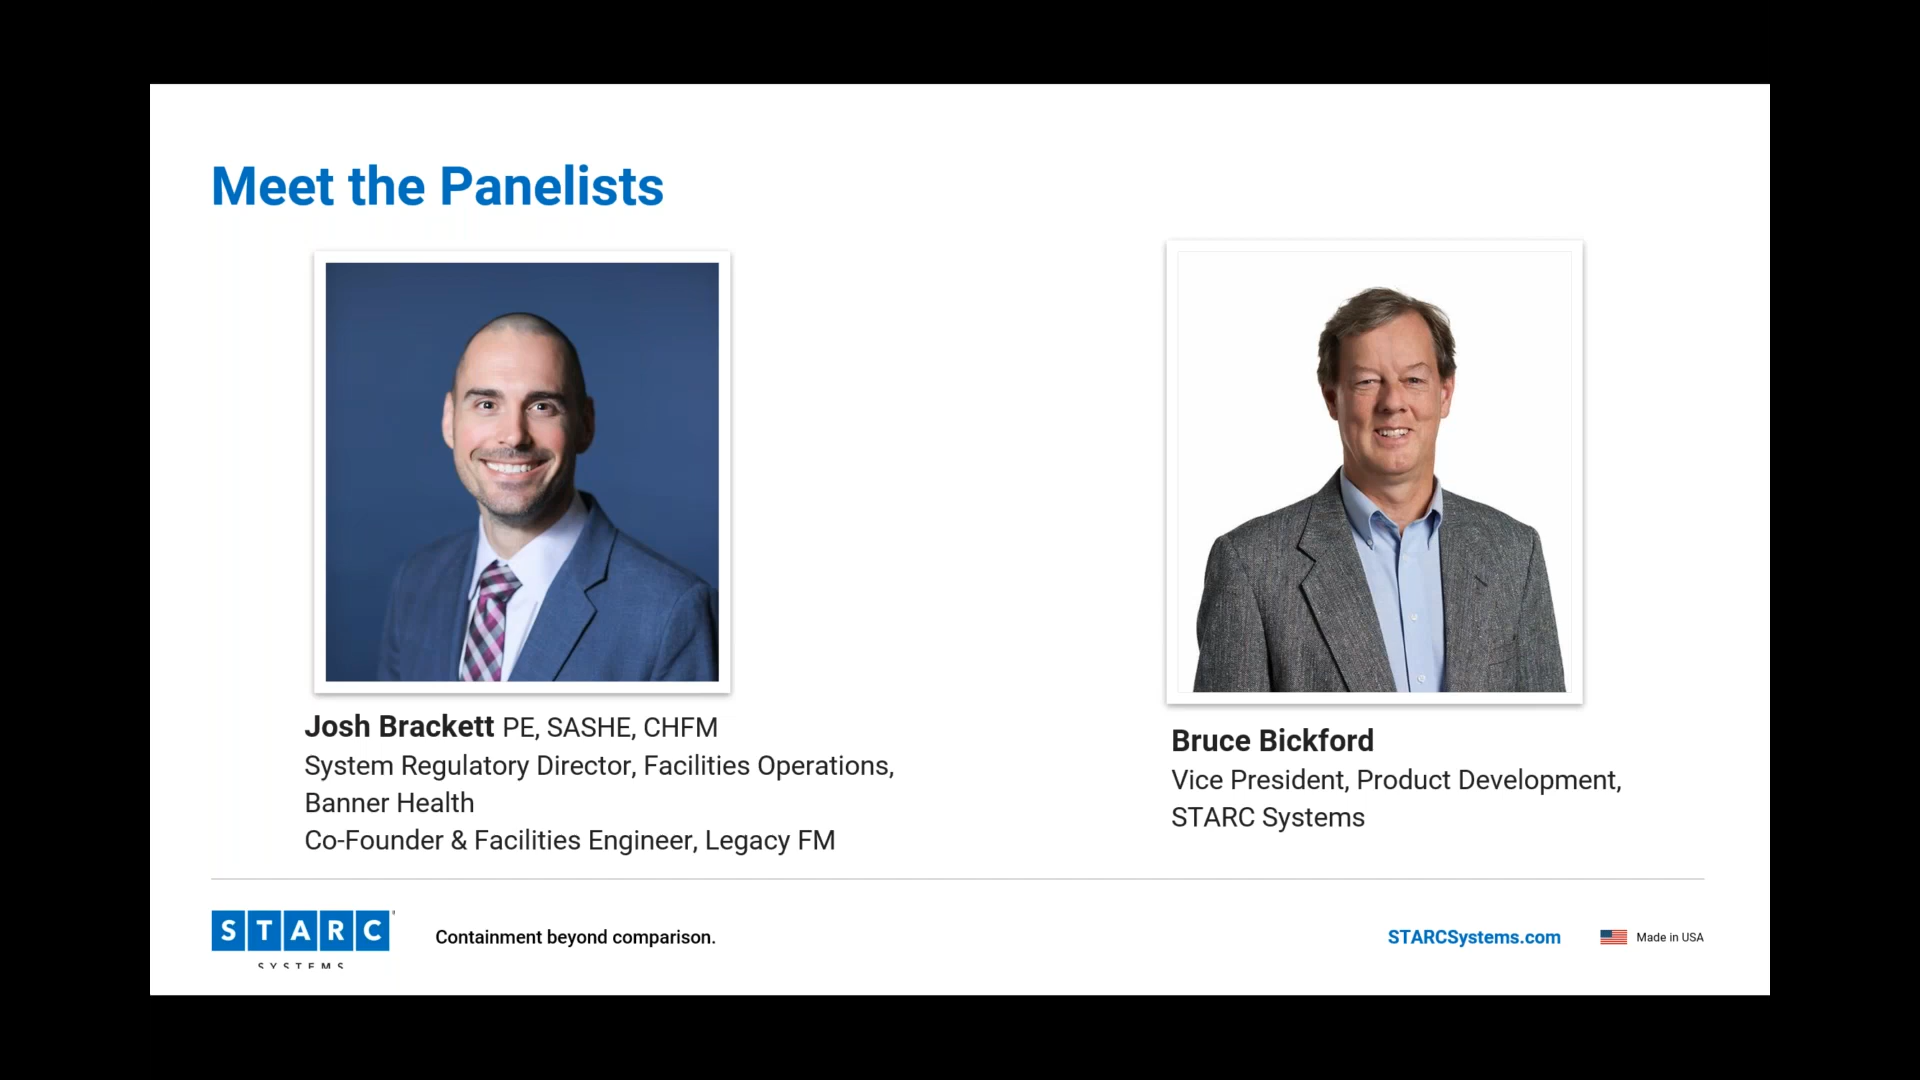 Meet the Panelists
Josh Brackett PE, SASHE, CHFM
System Regulatory Director, Facilities Operations,
Banner Health
Co-Founder & Facilities Engineer, Legacy FM
Bruce Bickford
Vice President, Product Development,
STARC Systems
STARC
SYSTEMS
Containment beyond comparison.
STARCSystems.com
Made in USA